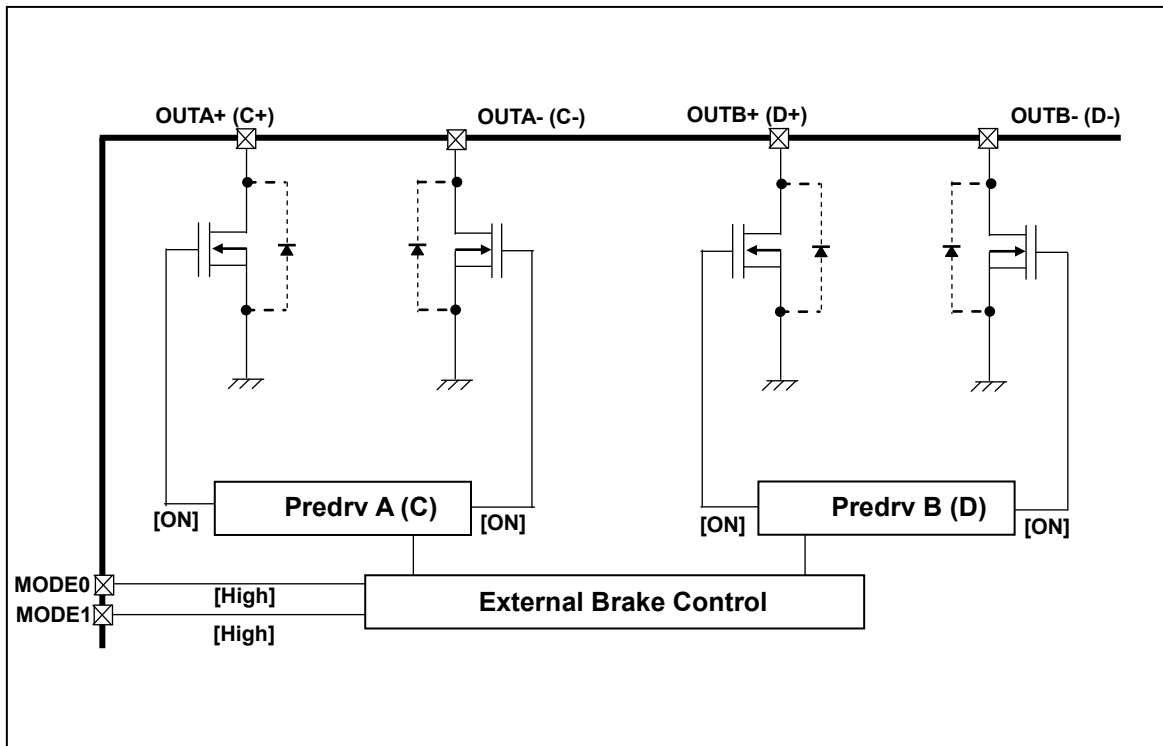 OUTA+ (C+)
OUTA- (C-)
OUTB+ (D+)
OUTB- (D-)
Predrv A (C)
Predrv B (D)
[ON]
[ON]
[ON]
[ON]
MODE0
[High]
External Brake Control
MODE1
[High]